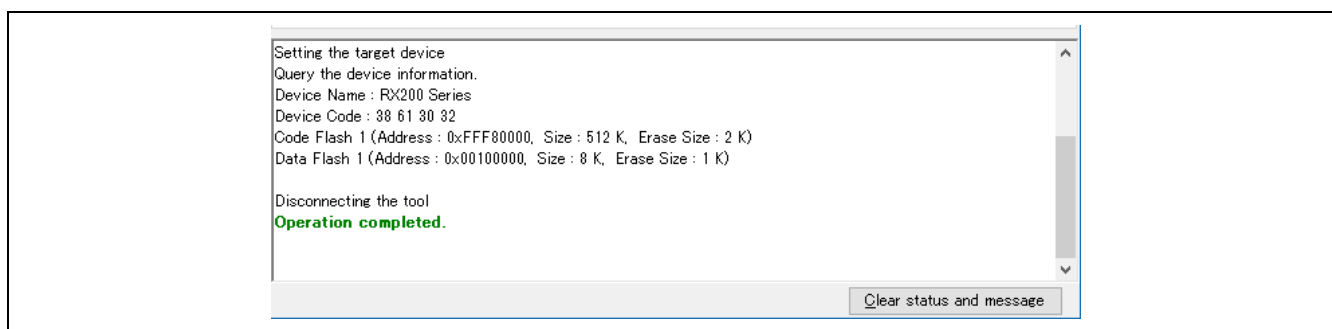 Setting the target device
Query the device information.
Device Name : RX200 Series
Device Code : 38 61 30 32
Code Flash 1 (Address : 0xFFF80000, Size : 512 K, Erase Size : 2 K)
Data Flash 1 (Address : 0x00100000, Size : 8 K, Erase Size : 1 K)
Disconnecting the tool
Operation completed.
Clear status and message